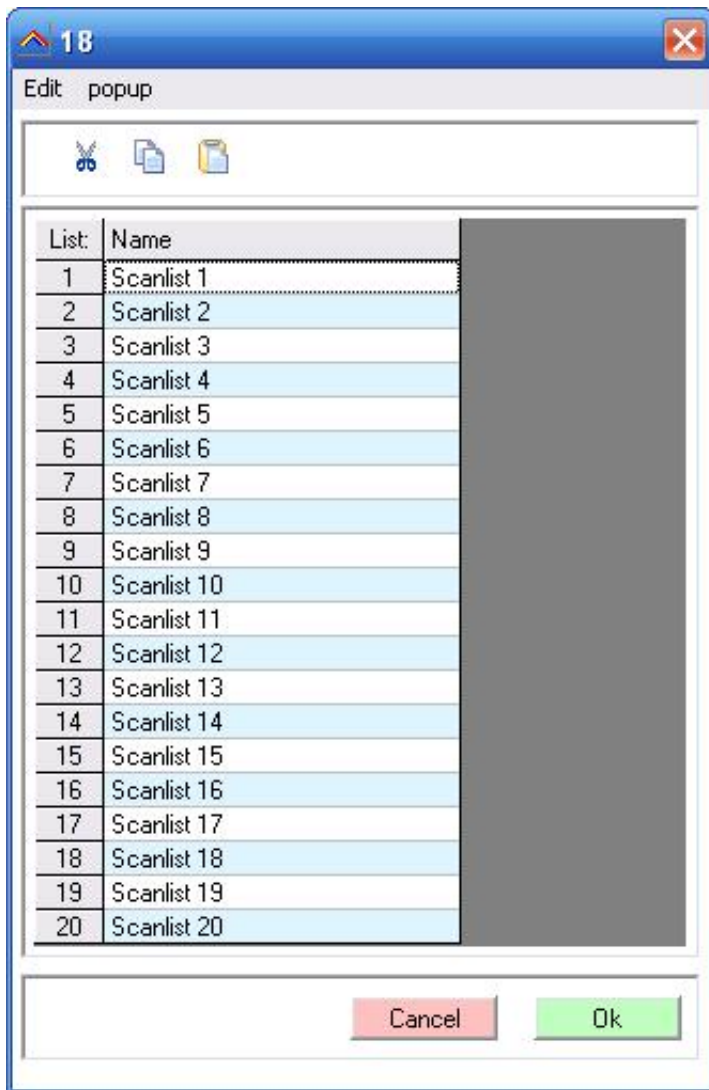 18
Edit popup
List: Name
1 Scanlist 1
2 Scanlist 2
3 Scanlist 3
4 Scanlist 4
5 Scanlist 5
6 Scanlist 6
7 Scanlist 7
8 Scanlist 8
9 Scanlist 9
10 Scanlist 10
11 Scanlist 11
12 Scanlist 12
13 Scanlist 13
14 Scanlist 14
15 Scanlist 15
16 Scanlist 16
17 Scanlist 17
18 Scanlist 18
19 Scanlist 19
20 Scanlist 20
Cancel Ok